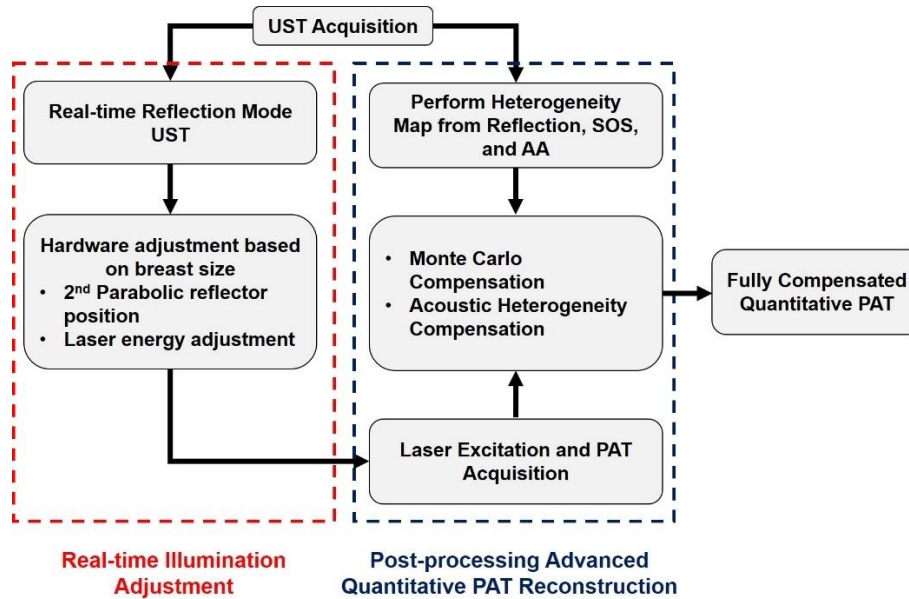 UST Acquisition
Real-time Reflection Mode
UST
Hardware adjustment based
on breast size
• 2nd Parabolic reflector
position
• Laser energy adjustment
Perform Heterogeneity
Map from Reflection, SOS,
and AA
• Monte Carlo
Compensation
• Acoustic Heterogeneity
Compensation
Laser Excitation and PAT
Acquisition
Fully Compensated
Quantitative PAT
Real-time Illumination
Adjustment
Post-processing Advanced
Quantitative PAT Reconstruction